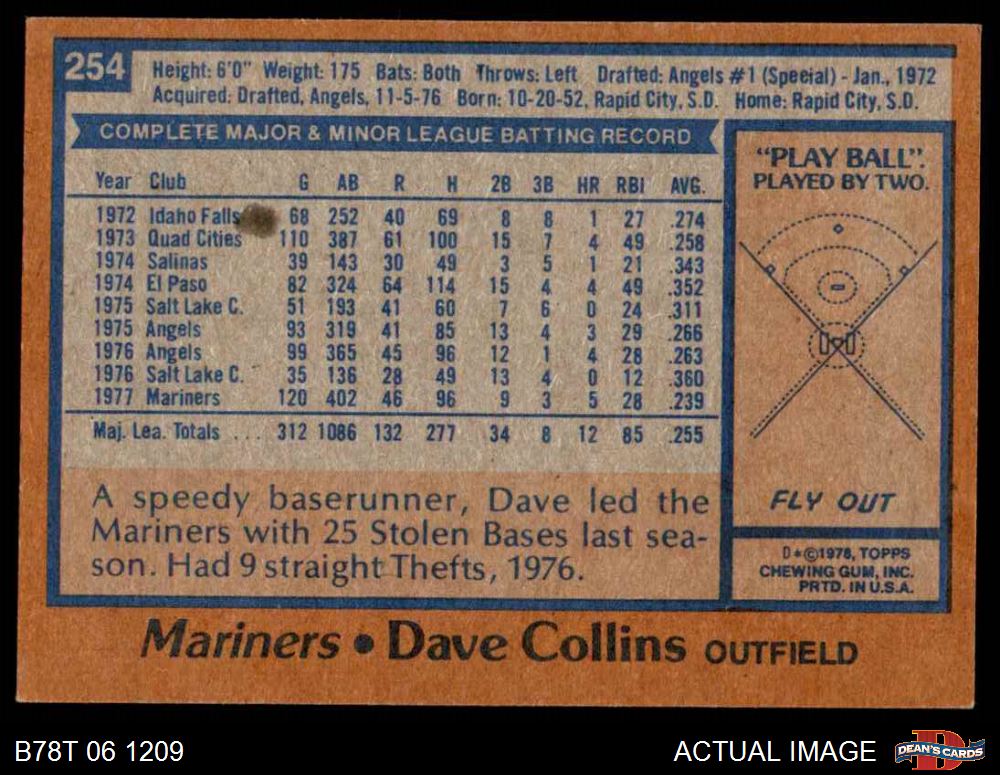 254
Height: 6'0" Weight: 175 Bats: Both Throws: Left Drafted: Angels #1 (Special) - Jan., 1972
Acquired: Drafted, Angels, 11-5-76 Born: 10-20-52, Rapid City, S.D. Home: Rapid City, S.D.
COMPLETE MAJOR & MINOR LEAGUE BATTING RECORD
Year Club G AB R H 2B 3B HR RBI AVG.
1972 Idaho Falls 68 252 40 69 8 8 1 27 .274
1973 Quad Cities 110 387 61 100 15 7 4 49 .258
1974 Salinas 39 143 30 49 3 5 1 21 .343
1974 El Paso 82 324 64 114 15 4 4 49 .352
1975 Salt Lake C. 51 193 41 60 7 6 0 24 .311
1975 Angels 93 319 41 85 13 4 3 29 .266
1976 Angels 99 365 45 96 12 1 4 28 .263
1976 Salt Lake C. 35 136 28 49 13 4 0 12 .360
1977 Mariners 120 402 46 96 9 3 5 28 .239
Maj. Lea. Totals ... 312 1086 132 277 34 8 12 85 .255
A speedy baserunner, Dave led the
Mariners with 25 Stolen Bases last sea-
son. Had 9 straight Thefts, 1976.
"PLAY BALL".
PLAYED BY TWO.
FLY OUT
D*©1978, TOPPS
CHEWING GUM, INC.
PRTD. IN U.S.A.
Mariners • Dave Collins OUTFIELD
B78T 06 1209
ACTUAL IMAGE
D
DEAN'S CARDS